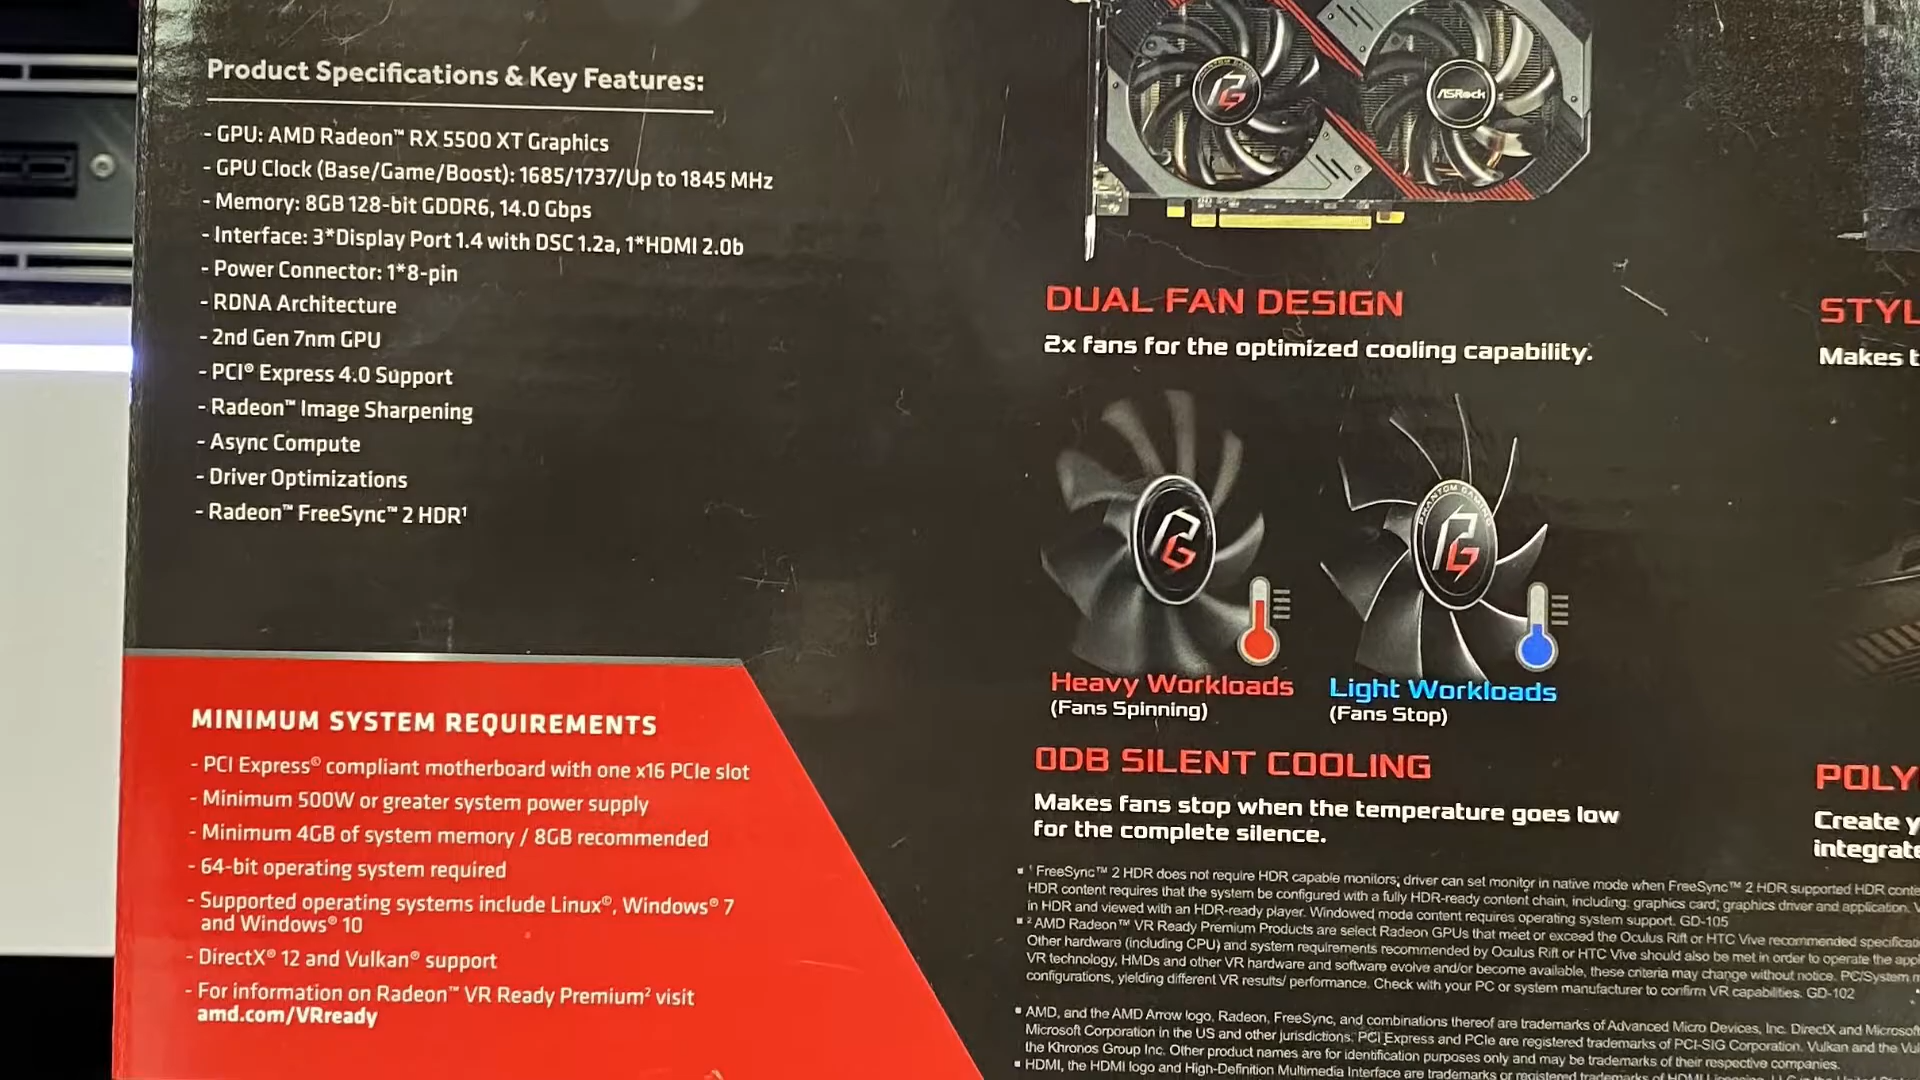 Product Specifications & Key Features:
- GPU: AMD Radeon™ RX 5500 XT Graphics
- GPU Clock (Base/Game/Boost): 1685/1737/Up to 1845 MHz
- Memory: 8GB 128-bit GDDR6, 14.0 Gbps
- Interface: 3*Display Port 1.4 with DSC 1.2a, 1*HDMI 2.0b
- Power Connector: 1*8-pin
- RDNA Architecture
- 2nd Gen 7nm GPU
- PCI® Express 4.0 Support
- Radeon™ Image Sharpening
- Async Compute
- Driver Optimizations
- Radeon™ FreeSync™ 2 HDR¹
MINIMUM SYSTEM REQUIREMENTS
- PCI Express® compliant motherboard with one x16 PCIe slot
- Minimum 500W or greater system power supply
- Minimum 4GB of system memory / 8GB recommended
- 64-bit operating system required
- Supported operating systems include Linux®, Windows® 7
and Windows® 10
- DirectX® 12 and Vulkan® support
- For information on Radeon™ VR Ready Premium² visit
amd.com/VRready
ASRock
DUAL FAN DESIGN
2x fans for the optimized cooling capability.
PHANTOM GAMING
Heavy Workloads
(Fans Spinning)
Light Workloads
(Fans Stop)
0DB SILENT COOLING
Makes fans stop when the temperature goes low
for the complete silence.
STYL
Makes t
POLY
Create y
integrate
▪ ¹ FreeSync™ 2 HDR does not require HDR capable monitors; driver can set monitor in native mode when FreeSync™ 2 HDR supported HDR conte
HDR content requires that the system be configured with a fully HDR-ready content chain, including: graphics card; graphics driver and application. V
in HDR and viewed with an HDR-ready player. Windowed mode content requires operating system support. GD-105
▪ ² AMD Radeon™ VR Ready Premium Products are select Radeon GPUs that meet or exceed the Oculus Rift or HTC Vive recommended specificati
Other hardware (including CPU) and system requirements recommended by Oculus Rift or HTC Vive should also be met in order to operate the appl
VR technology, HMDs and other VR hardware and software evolve and/or become available, these criteria may change without notice. PC/System m
configurations, yielding different VR results/ performance. Check with your PC or system manufacturer to confirm VR capabilities. GD-102
▪ AMD, and the AMD Arrow logo, Radeon, FreeSync, and combinations thereof are trademarks of Advanced Micro Devices, Inc. DirectX and Microsoft
Microsoft Corporation in the US and other jurisdictions. PCI Express and PCIe are registered trademarks of PCI-SIG Corporation. Vulkan and the Vul
the Khronos Group Inc. Other product names are for identification purposes only and may be trademarks of their respective companies.
▪ HDMI, the HDMI logo and High-Definition Multimedia Interface are trademarks or registered trademarks of HDMI